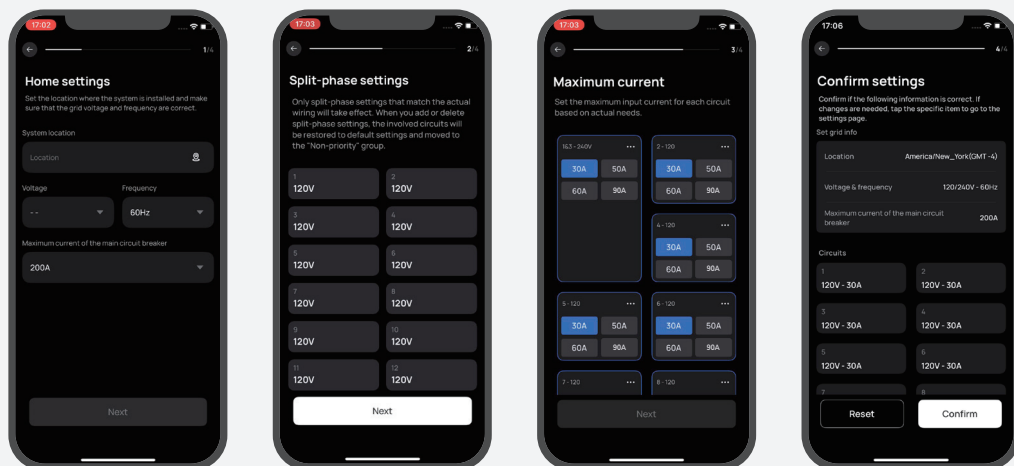 17:02
1/4
Home settings
Set the location where the system is installed and make
sure that the grid voltage and frequency are correct.
System location
Location
Voltage
Frequency
--
60Hz
Maximum current of the main circuit breaker
200A
Next
17:03
2/4
Split-phase settings
Only split-phase settings that match the actual
wiring will take effect. When you add or delete
split-phase settings, the involved circuits will
be restored to default settings and moved to
the "Non-priority" group.
1
120V
2
120V
3
120V
4
120V
5
120V
6
120V
7
120V
8
120V
9
120V
10
120V
11
120V
12
120V
Next
17:03
3/4
Maximum current
Set the maximum input current for each circuit
based on actual needs.
1&3 - 240V
30A
50A
60A
90A
2 - 120
30A
50A
60A
90A
4 - 120
30A
50A
60A
90A
5 - 120
30A
50A
60A
90A
6 - 120
30A
50A
60A
90A
7 - 120
8 - 120
Next
17:06
4/4
Confirm settings
Confirm if the following information is correct. If
changes are needed, tap the specific item to go to the
settings page.
Set grid info
Location
America/New_York(GMT-4)
Voltage & frequency
120/240V - 60Hz
Maximum current of the main circuit
breaker
200A
Circuits
1
120V - 30A
2
120V - 30A
3
120V - 30A
4
120V - 30A
5
120V - 30A
6
120V - 30A
7
8
Reset
Confirm